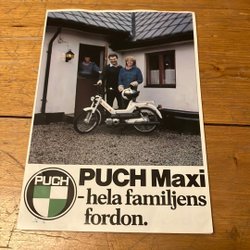 PUCH
PUCH Maxi
-hela familjens
fordon.